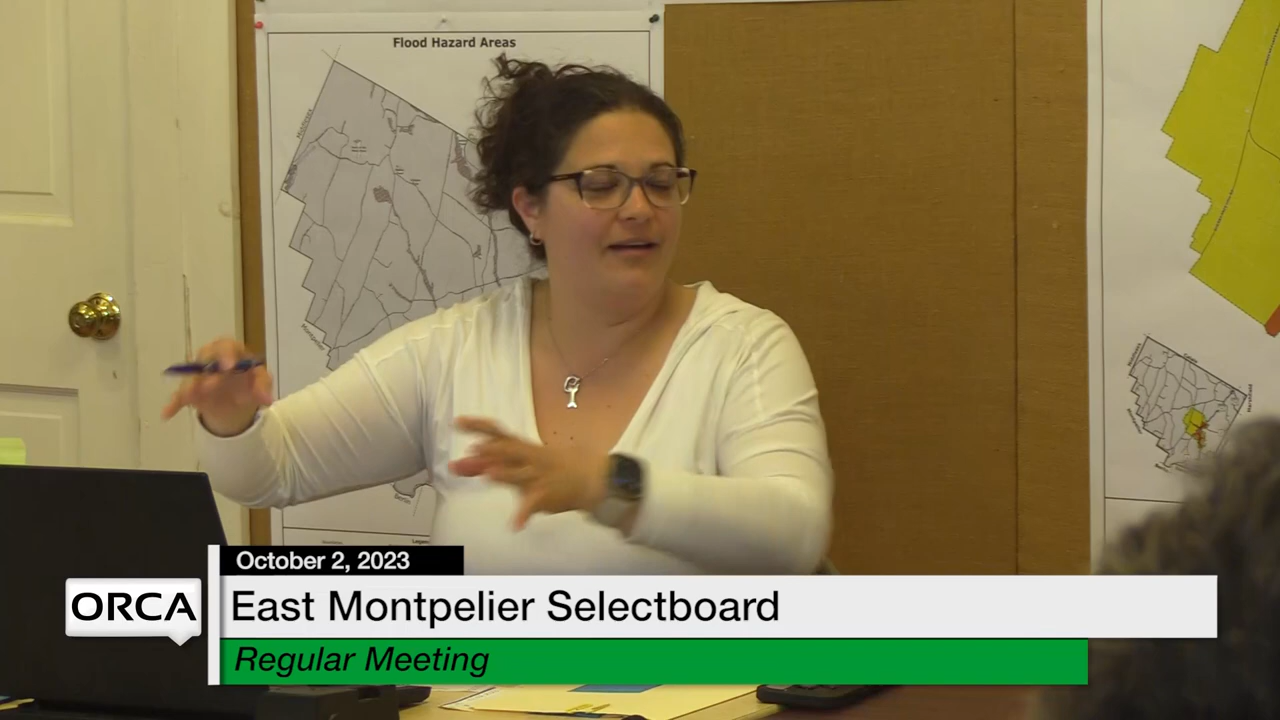 Flood Hazard Areas
October 2, 2023
ORCA
East Montpelier Selectboard
Regular Meeting